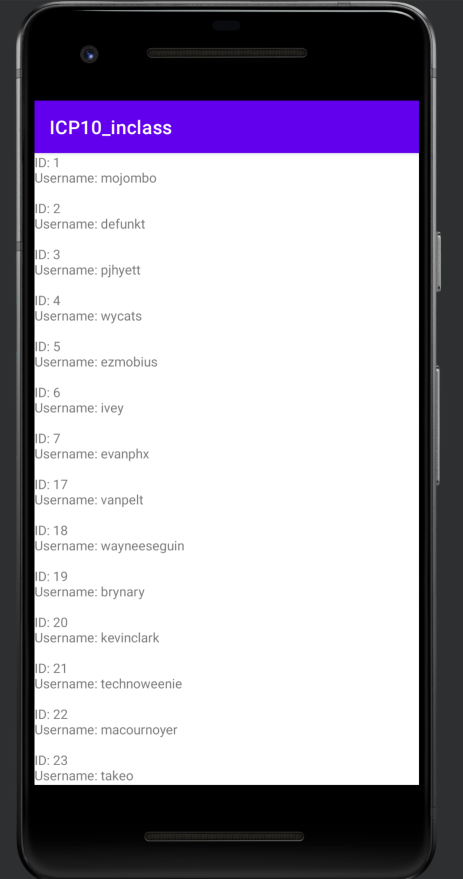 ICP10_inclass
ID: 1
Username: mojombo
ID: 2
Username: defunkt
ID: 3
Username: pjhyett
ID: 4
Username: wycats
ID: 5
Username: ezmobius
ID: 6
Username: ivey
ID: 7
Username: evanphx
ID: 17
Username: vanpelt
ID: 18
Username: wayneeseguin
ID: 19
Username: brynary
ID: 20
Username: kevinclark
ID: 21
Username: technoweenie
ID: 22
Username: macournoyer
ID: 23
Username: takeo